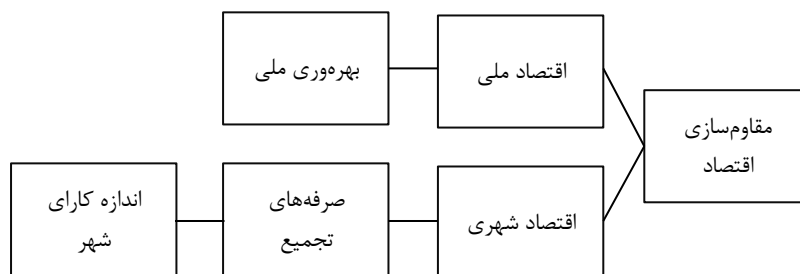 بهره‌وری ملی
اقتصاد ملی
مقاوم‌سازی
اقتصاد
اندازه کارای
شهر
صرفه‌های
تجمیع
اقتصاد شهری